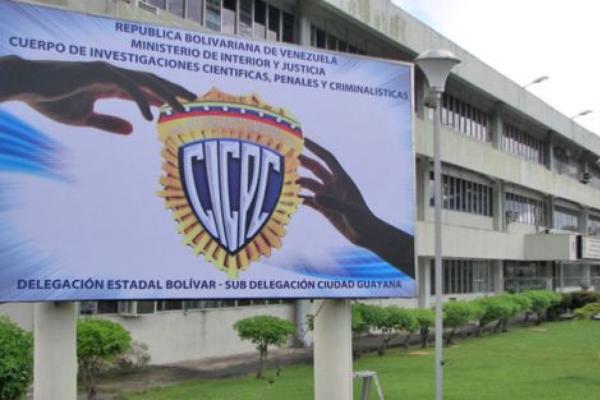 REPUBLICA BOLIVARIANA DE VENEZUELA
MINISTERIO DE INTERIOR Y JUSTICIA
CUERPO DE INVESTIGACIONES CIENTIFICAS, PENALES Y CRIMINALÍSTICAS
CICPC
DELEGACIÓN ESTADAL BOLÍVAR - SUB DELEGACIÓN CIUDAD GUAYANA